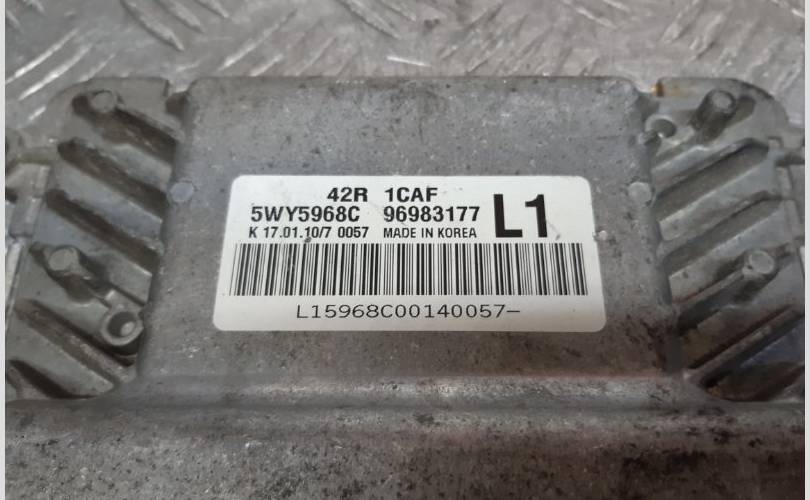 42R 1CAF
5WY5968C 96983177 L1
K 17.01.10/7 0057 MADE IN KOREA
L15968C00140057–